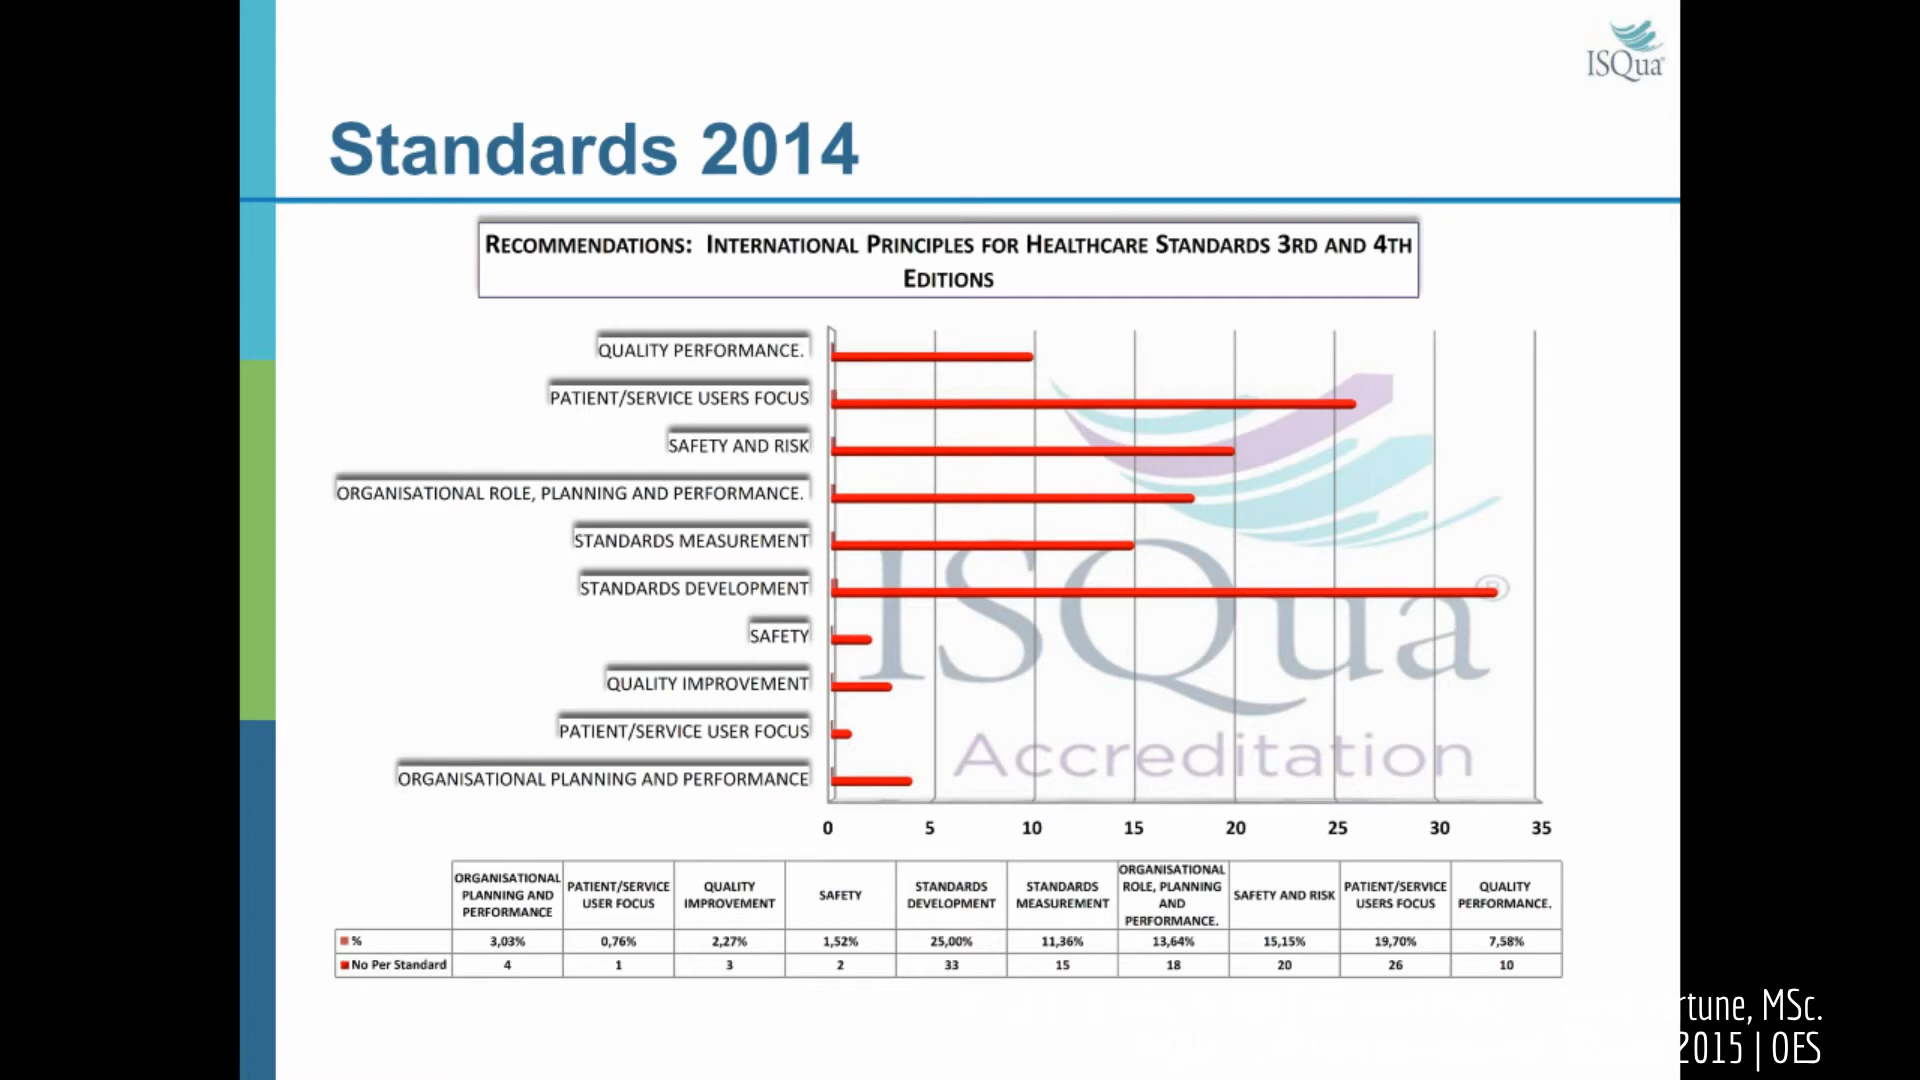 ISQua
Standards 2014
RECOMMENDATIONS: INTERNATIONAL PRINCIPLES FOR HEALTHCARE STANDARDS 3RD AND 4TH
EDITIONS
QUALITY PERFORMANCE.
PATIENT/SERVICE USERS FOCUS
SAFETY AND RISK
ORGANISATIONAL ROLE, PLANNING AND PERFORMANCE.
STANDARDS MEASUREMENT
STANDARDS DEVELOPMENT
SAFETY
QUALITY IMPROVEMENT
PATIENT/SERVICE USER FOCUS
ORGANISATIONAL PLANNING AND PERFORMANCE
ISQua®
Accreditation
0 5 10 15 20 25 30 35
ORGANISATIONAL PLANNING AND PERFORMANCE PATIENT/SERVICE USER FOCUS QUALITY IMPROVEMENT SAFETY STANDARDS DEVELOPMENT STANDARDS MEASUREMENT ORGANISATIONAL ROLE, PLANNING AND PERFORMANCE. SAFETY AND RISK PATIENT/SERVICE USERS FOCUS QUALITY PERFORMANCE.
% 3,03% 0,76% 2,27% 1,52% 25,00% 11,36% 13,64% 15,15% 19,70% 7,58%
No Per Standard 4 1 3 2 33 15 18 20 26 10
MSc.
2015 | OES